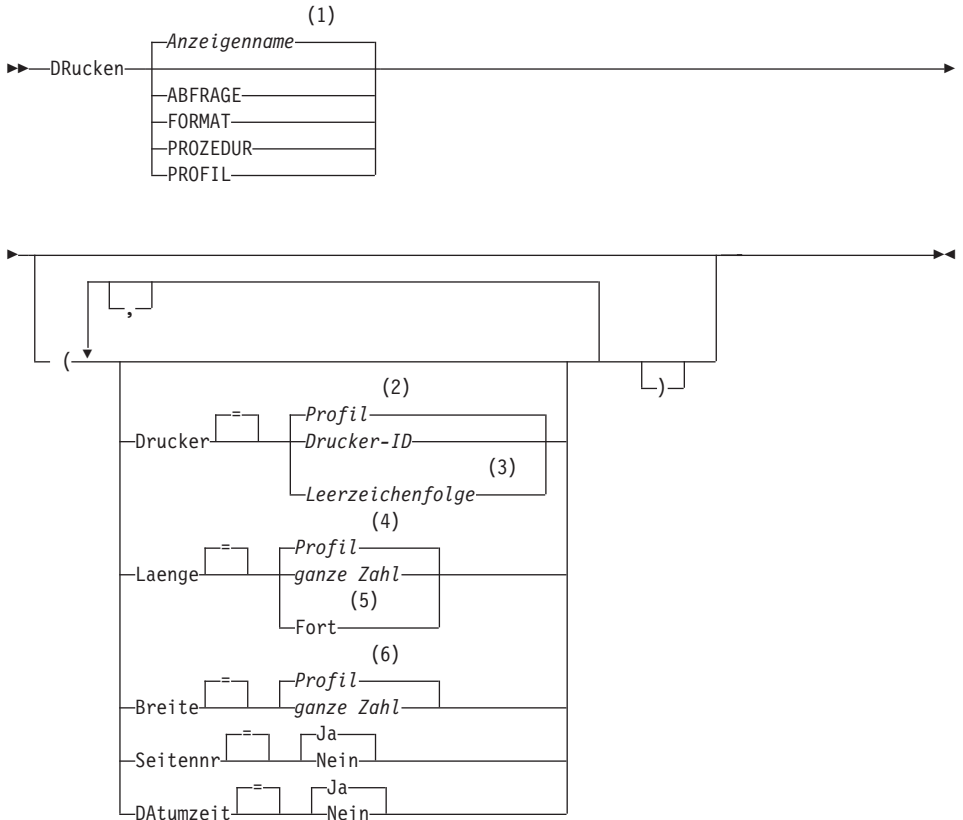 (1)
Anzeigenname
DRucken
ABFRAGE
FORMAT
PROZEDUR
PROFIL
,
(
)
(2)
Drucker = Profil
Drucker-ID
(3)
Leerzeichenfolge
(4)
Laenge = Profil
ganze Zahl
(5)
Fort
(6)
Breite = Profil
ganze Zahl
Seitennr = Ja
Nein
DAtumzeit = Ja
Nein